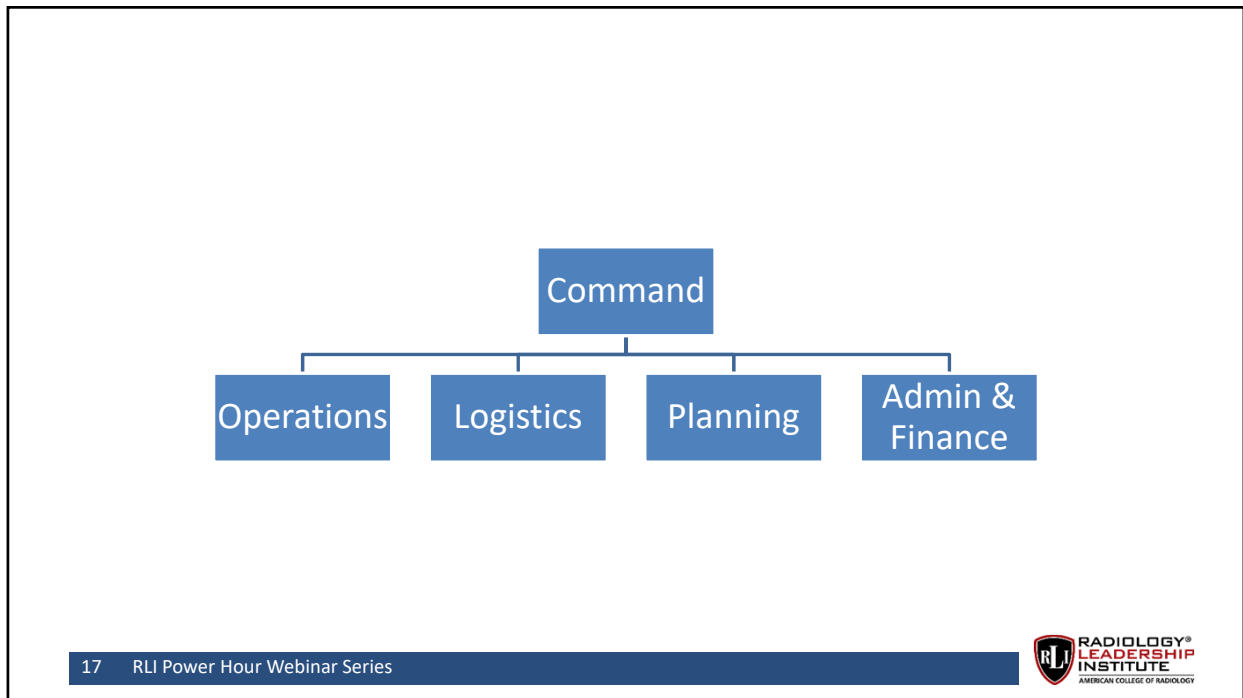 Command
Operations
Logistics
Planning
Admin &
Finance
17 RLI Power Hour Webinar Series
RLI
RADIOLOGY®
LEADERSHIP
INSTITUTE
AMERICAN COLLEGE OF RADIOLOGY